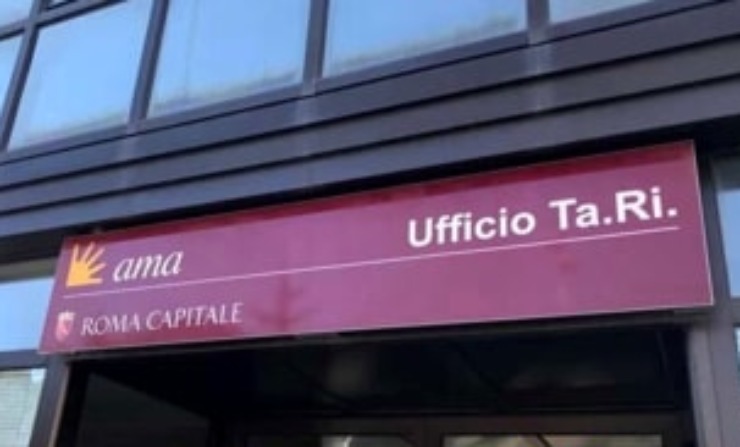 ama
Ufficio Ta.Ri.
ROMA CAPITALE